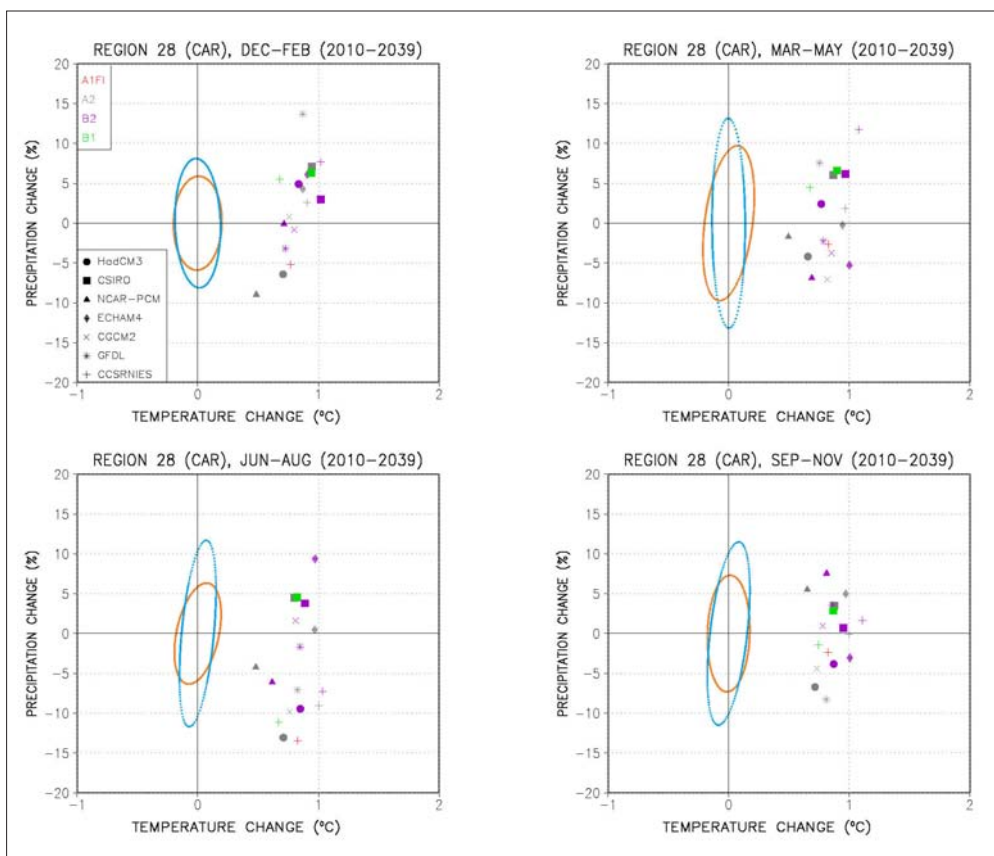 REGION 28 (CAR), DEC-FEB (2010-2039)
20
15
10
5
0
-5
-10
-15
-20
PRECIPITATION CHANGE (%)
A1FI
A2
B2
B1
HadCM3
CSIRO
NCAR-PCM
ECHAM4
CGCM2
GFDL
CCSRNIES
-1 0 1 2
TEMPERATURE CHANGE (ºC)
REGION 28 (CAR), MAR-MAY (2010-2039)
20
15
10
5
0
-5
-10
-15
-20
PRECIPITATION CHANGE (%)
-1 0 1 2
TEMPERATURE CHANGE (ºC)
REGION 28 (CAR), JUN-AUG (2010-2039)
20
15
10
5
0
-5
-10
-15
-20
PRECIPITATION CHANGE (%)
-1 0 1 2
TEMPERATURE CHANGE (ºC)
REGION 28 (CAR), SEP-NOV (2010-2039)
20
15
10
5
0
-5
-10
-15
-20
PRECIPITATION CHANGE (%)
-1 0 1 2
TEMPERATURE CHANGE (ºC)